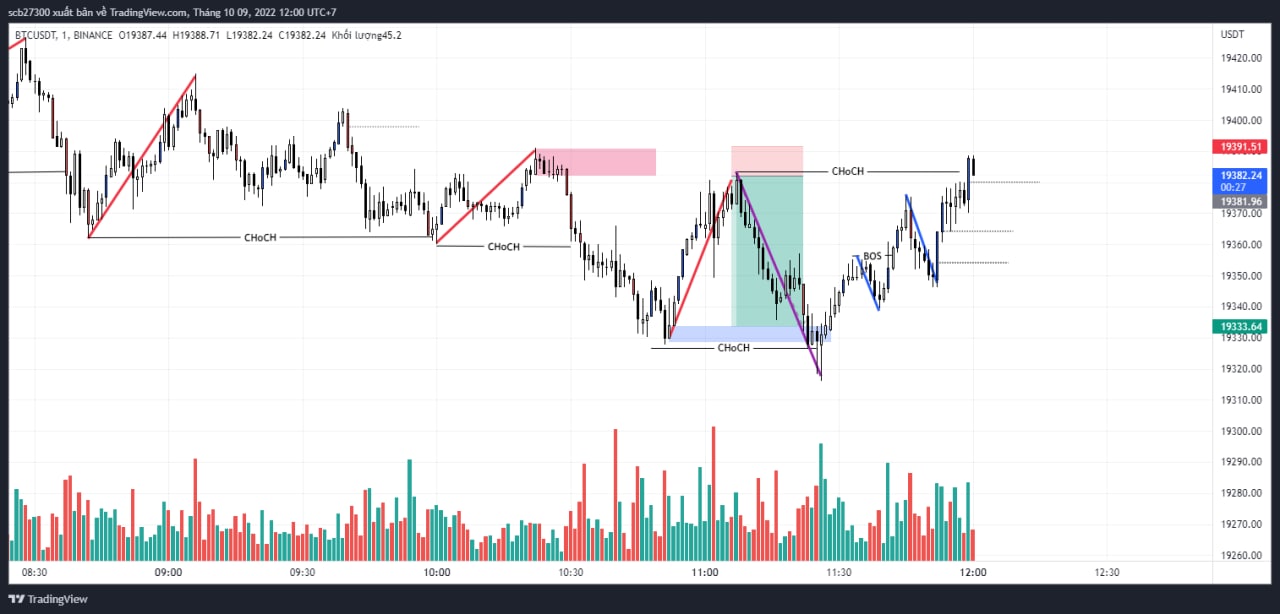 scb27300 xuất bản về TradingView.com, Tháng 10 09, 2022 12:00 UTC+7
BTCUSDT, 1, BINANCE O19387.44 H19388.71 L19382.24 C19382.24 Khối lượng45.2
USDT
19420.00
19410.00
19400.00
19391.51
19382.24
00:27
19381.96
19370.00
19360.00
19350.00
19340.00
19333.64
19330.00
19320.00
19310.00
19300.00
19290.00
19280.00
19270.00
19260.00
CHoCH
CHoCH
CHoCH
CHoCH
BOS
08:30 09:00 09:30 10:00 10:30 11:00 11:30 12:00 12:30
TradingView